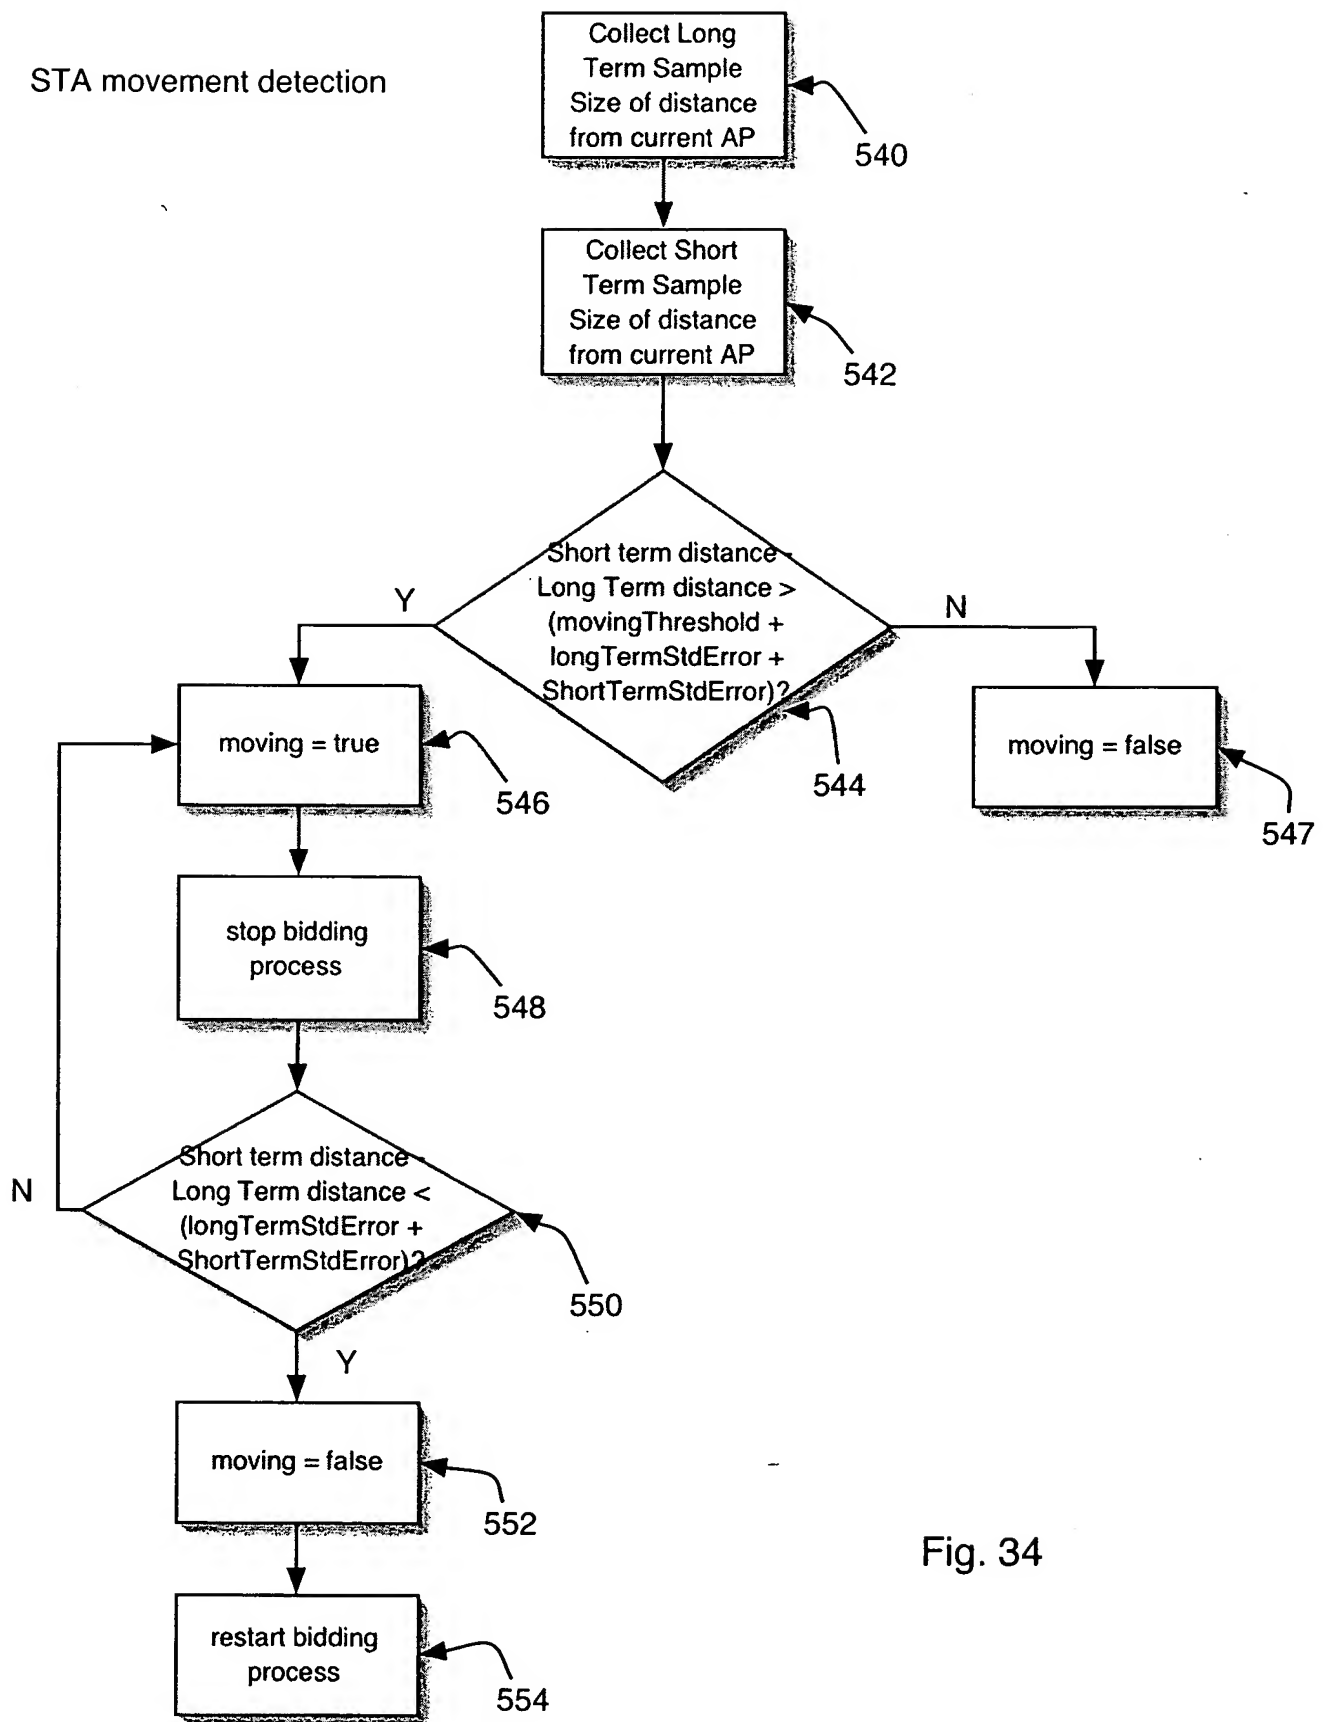 STA movement detection
Collect Long
Term Sample
Size of distance
from current AP
540
Collect Short
Term Sample
Size of distance
from current AP
542
Short term distance -
Long Term distance >
(movingThreshold +
longTermStdError +
ShortTermStdError)?
Y
N
544
moving = true
546
moving = false
547
stop bidding
process
548
Short term distance -
Long Term distance <
(longTermStdError +
ShortTermStdError)?
N
550
Y
moving = false
552
restart bidding
process
554
Fig. 34